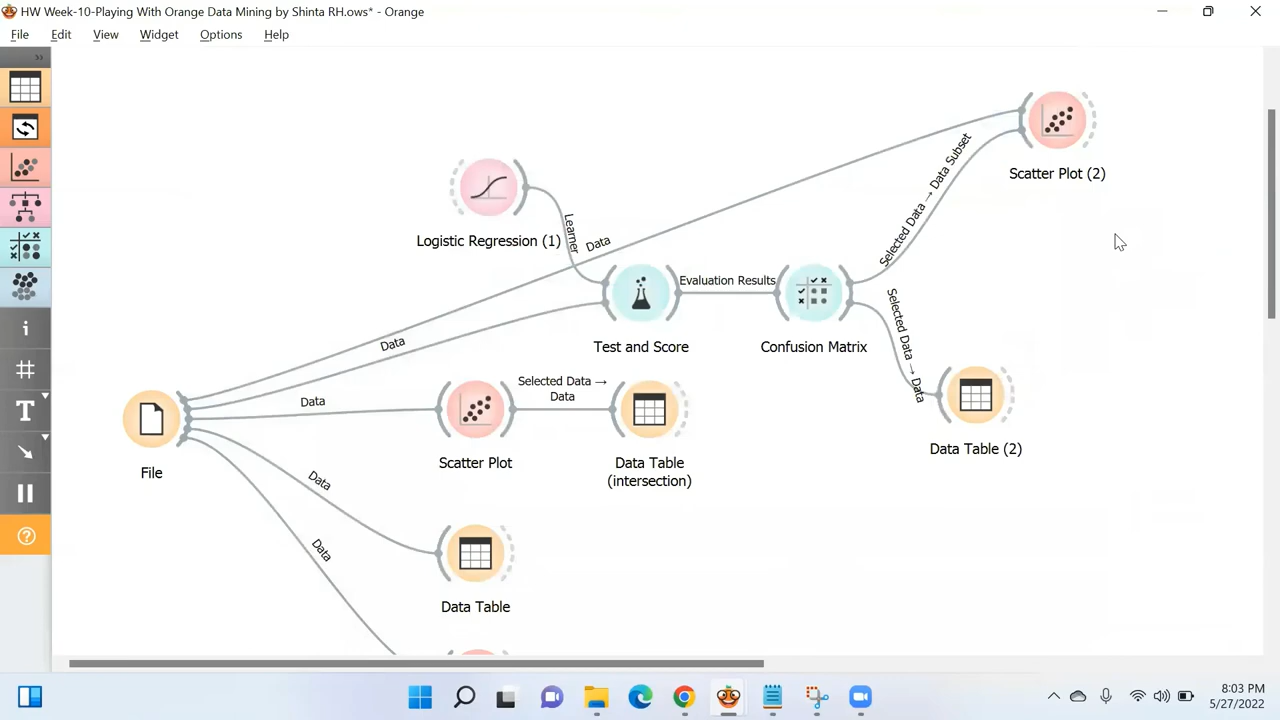 HW Week-10-Playing With Orange Data Mining by Shinta RH.ows* - Orange
File Edit View Widget Options Help
Scatter Plot (2)
Selected Data → Data Subset
Logistic Regression (1)
Learner
Data
Evaluation Results
Test and Score
Confusion Matrix
Selected Data → Data
Data
Data
Selected Data →
Data
File
Scatter Plot
Data Table
(intersection)
Data Table (2)
Data
Data
Data Table
8:03 PM
5/27/2022